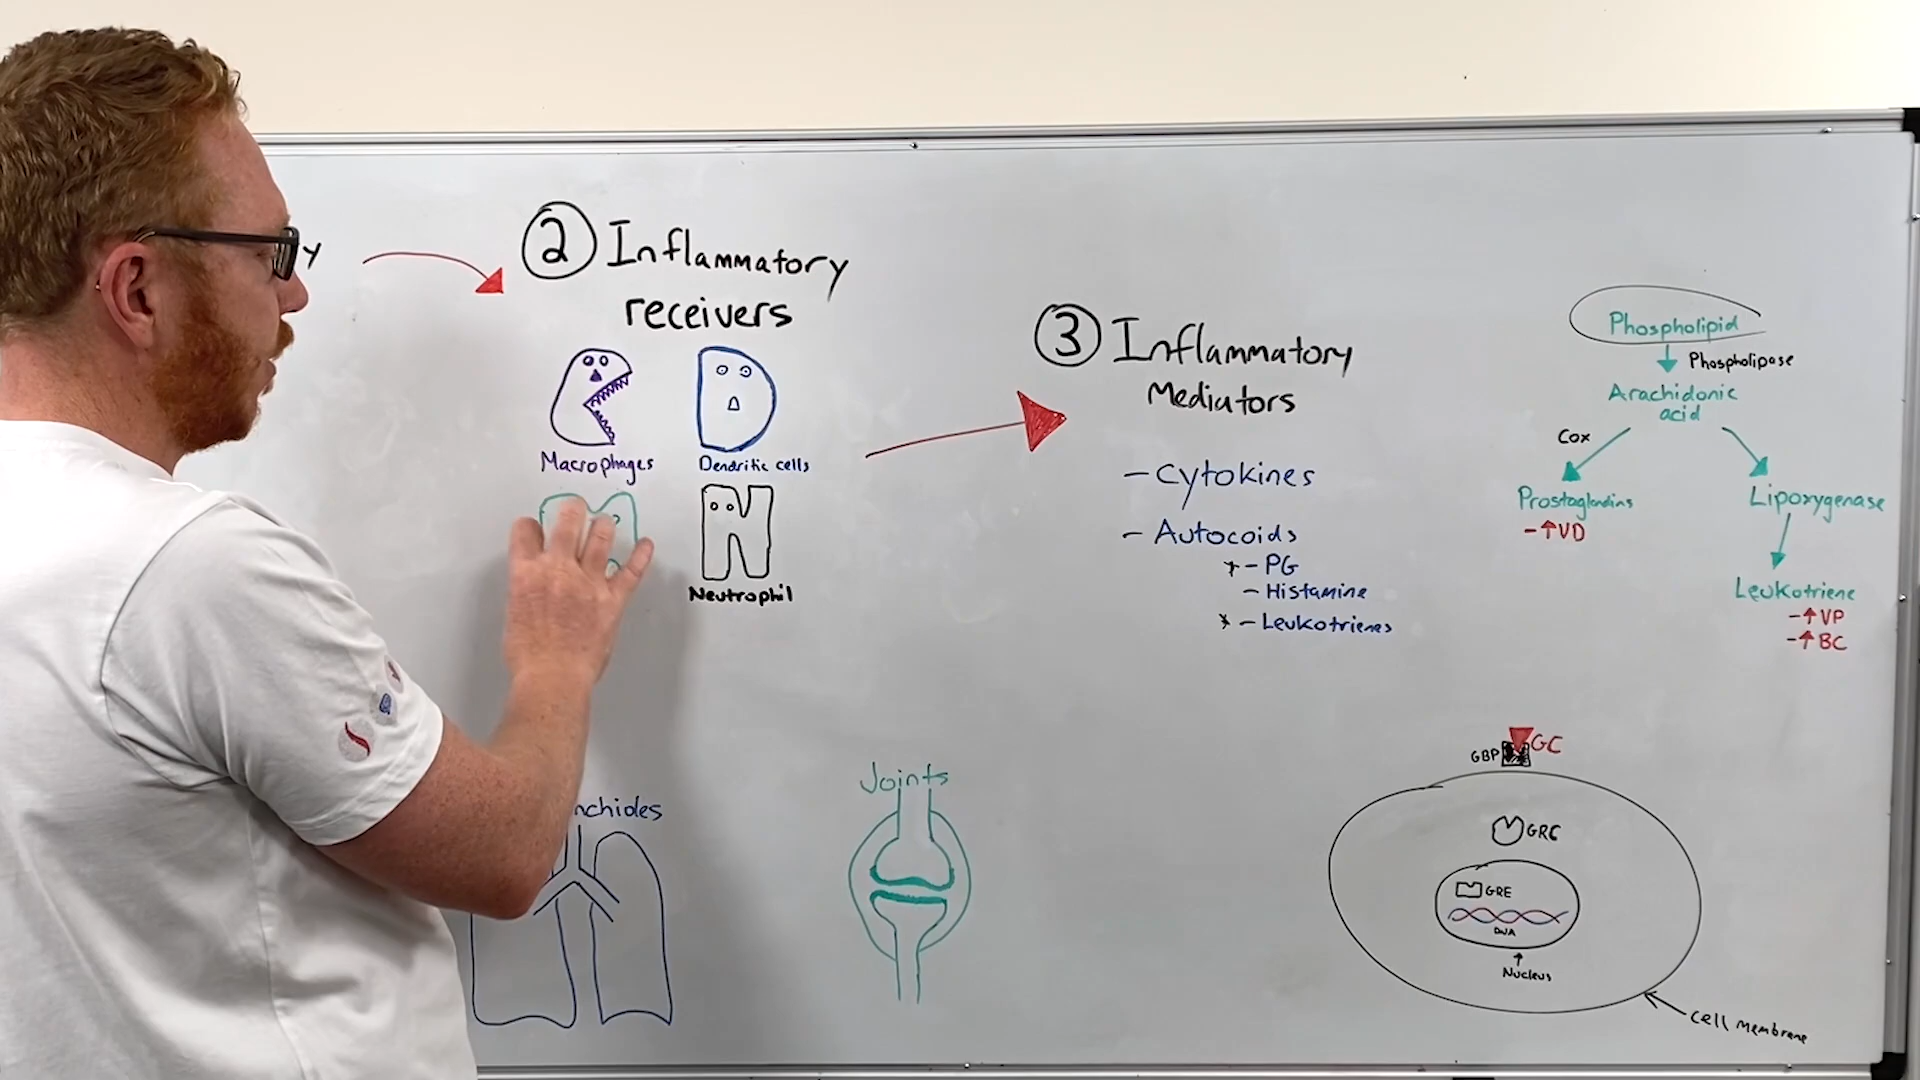 y
② Inflammatory
receivers
Macrophages
Dendritic cells
Neutrophil
③ Inflammatory
Mediators
- Cytokines
- Autocoids
- PG
- Histamine
- Leukotrienes
Phospholipid
Phospholipase
Arachidonic
acid
Cox
Prostaglandins
- ↑VD
Lipoxygenase
Leukotriene
- ↑VP
- ↑BC
nchioles
Joints
GBP
GC
GRC
GRE
DNA
Nucleus
cell membrane